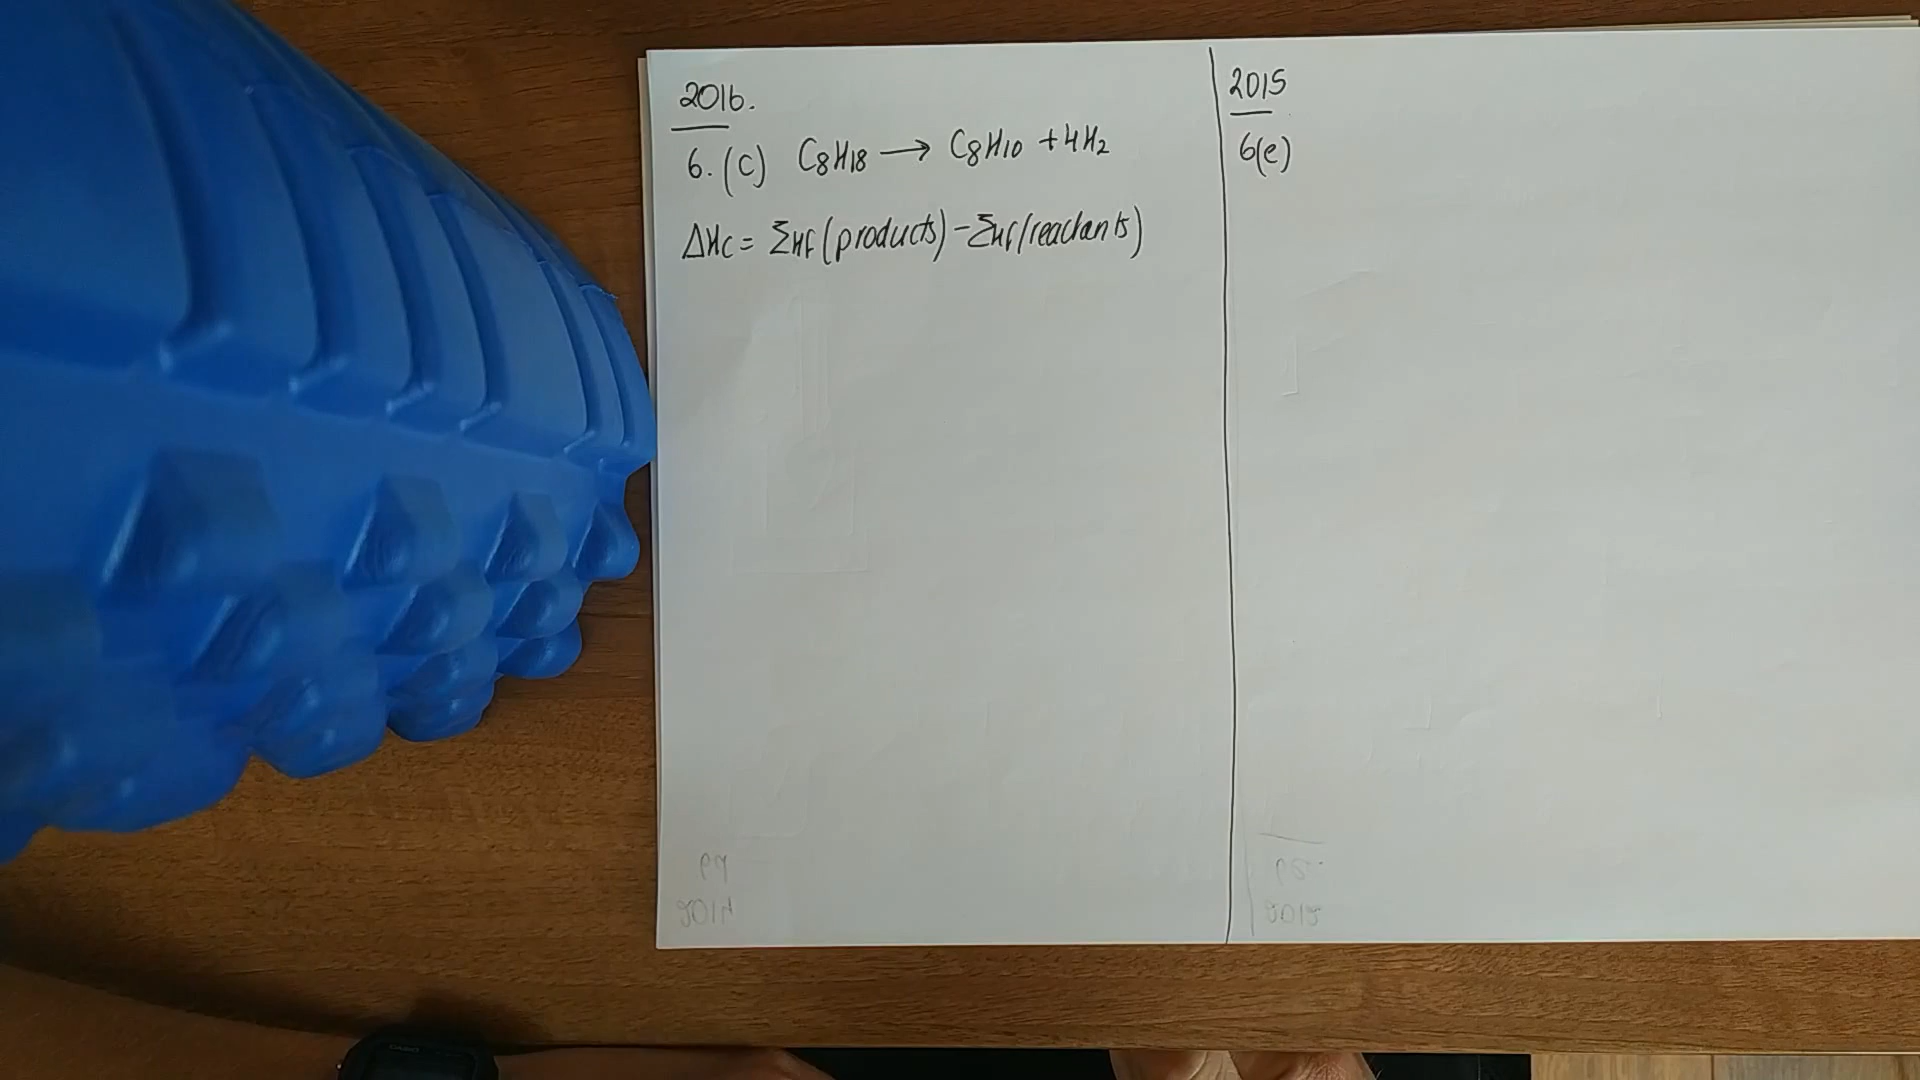 2016.
6. (c) C8H18 → C8H10 + 4H2
ΔHc = ΣHf (products) - ΣHf (reactants)
2015
6(e)